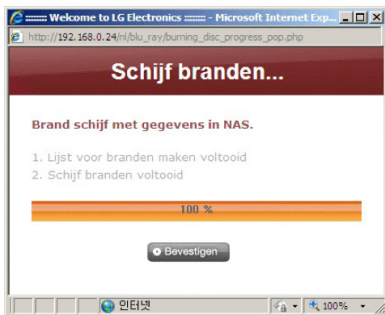 ::::::: Welcome to LG Electronics ::::::: - Microsoft Internet Exp...
http://192.168.0.24/nl/blu_ray/burning_disc_progress_pop.php
Schijf branden...
Brand schijf met gegevens in NAS.
1. Lijst voor branden maken voltooid
2. Schijf branden voltooid
100 %
Bevestigen
인터넷
100%